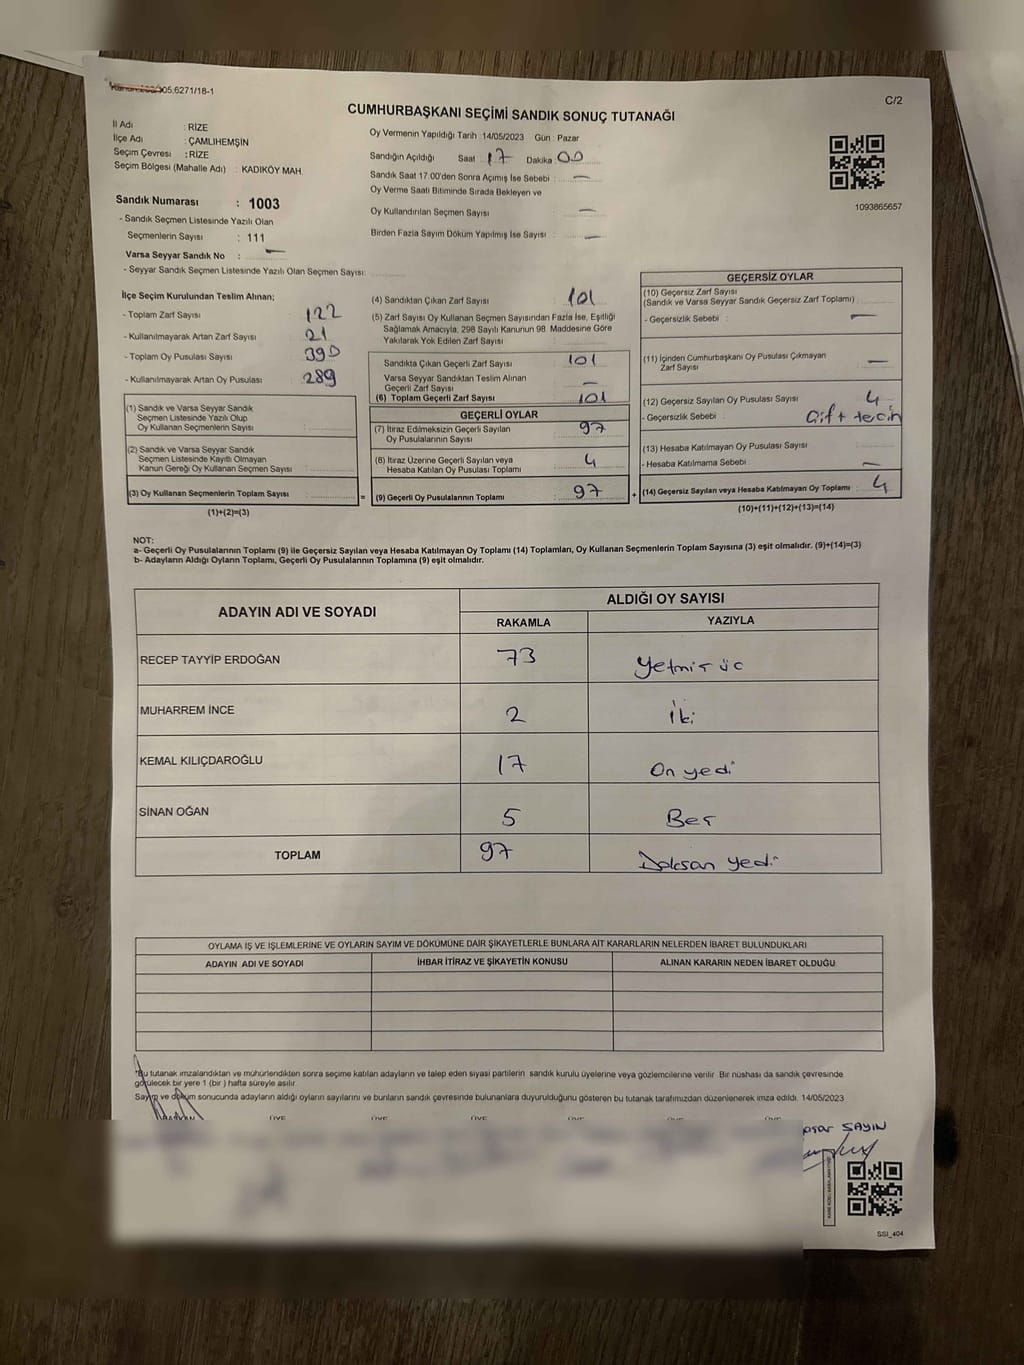 05.6271/18-1
C/2
CUMHURBAŞKANI SEÇİMİ SANDIK SONUÇ TUTANAĞI
İl Adı : RİZE
İlçe Adı : ÇAMLIHEMŞİN
Seçim Çevresi : RİZE
Seçim Bölgesi (Mahalle Adı) : KADIKÖY MAH.
Oy Vermenin Yapıldığı Tarih :14/05/2023 Gün : Pazar
Sandığın Açıldığı Saat : 17 Dakika 00
Sandık Saat 17:00'den Sonra Açımış İse Sebebi : —
Oy Verme Saati Bitiminde Sırada Bekleyen ve
Oy Kullandırılan Seçmen Sayısı : —
Birden Fazla Sayım Döküm Yapılmış İse Sayısı : —
1093865657
Sandık Numarası : 1003
- Sandık Seçmen Listesinde Yazılı Olan
Seçmenlerin Sayısı : 111
Varsa Seyyar Sandık No : —
- Seyyar Sandık Seçmen Listesinde Yazılı Olan Seçmen Sayısı:
İlçe Seçim Kurulundan Teslim Alınan;
- Toplam Zarf Sayısı : 122
- Kullanılmayarak Artan Zarf Sayısı : 21
- Toplam Oy Pusulası Sayısı : 390
- Kullanılmayarak Artan Oy Pusulası : 289
(1) Sandık ve Varsa Seyyar Sandık
Seçmen Listesinde Yazılı Olup
Oy Kullanan Seçmenlerin Sayısı :
(2) Sandık ve Varsa Seyyar Sandık
Seçmen Listesinde Kayıtlı Olmayan
Kanun Gereği Oy Kullanan Seçmen Sayısı :
(3) Oy Kullanan Seçmenlerin Toplam Sayısı :
(1)+(2)=(3)
=
(4) Sandıktan Çıkan Zarf Sayısı : 101
(5) Zarf Sayısı Oy Kullanan Seçmen Sayısından Fazla İse, Eşitliği
Sağlamak Amacıyla, 298 Sayılı Kanunun 98. Maddesine Göre
Yakılarak Yok Edilen Zarf Sayısı :
Sandıkta Çıkan Geçerli Zarf Sayısı : 101
Varsa Seyyar Sandıktan Teslim Alınan
Geçerli Zarf Sayısı : —
(6) Toplam Geçerli Zarf Sayısı : 101
GEÇERLİ OYLAR
(7) İtiraz Edilmeksizin Geçerli Sayılan
Oy Pusulalarının Sayısı : 97
(8) İtiraz Üzerine Geçerli Sayılan veya
Hesaba Katılan Oy Pusulası Toplamı : 4
(9) Geçerli Oy Pusulalarının Toplamı : 97
+
GEÇERSİZ OYLAR
(10) Geçersiz Zarf Sayısı
(Sandık ve Varsa Seyyar Sandık Geçersiz Zarf Toplamı) :
- Geçersizlik Sebebi : —
(11) İçinden Cumhurbaşkanı Oy Pusulası Çıkmayan
Zarf Sayısı : —
(12) Geçersiz Sayılan Oy Pusulası Sayısı : 4
- Geçersizlik Sebebi : Çift tercih
(13) Hesaba Katılmayan Oy Pusulası Sayısı :
- Hesaba Katılmama Sebebi : —
(14) Geçersiz Sayılan veya Hesaba Katılmayan Oy Toplamı : 4
(10)+(11)+(12)+(13)=(14)
NOT:
a- Geçerli Oy Pusulalarının Toplamı (9) ile Geçersiz Sayılan veya Hesaba Katılmayan Oy Toplamı (14) Toplamları, Oy Kullanan Seçmenlerin Toplam Sayısına (3) eşit olmalıdır. (9)+(14)=(3)
b- Adayların Aldığı Oyların Toplamı, Geçerli Oy Pusulalarının Toplamına (9) eşit olmalıdır.
ADAYIN ADI VE SOYADI ALDIĞI OY SAYISI
RAKAMLA YAZIYLA
RECEP TAYYİP ERDOĞAN 73 Yetmiş üc
MUHARREM İNCE 2 İki
KEMAL KILIÇDAROĞLU 17 On yedi
SİNAN OĞAN 5 Beş
TOPLAM 97 Doksan yedi
OYLAMA İŞ VE İŞLEMLERİNE VE OYLARIN SAYIM VE DÖKÜMÜNE DAİR ŞİKAYETLERLE BUNLARA AİT KARARLARIN NELERDEN İBARET BULUNDUKLARI
ADAYIN ADI VE SOYADI İHBAR İTİRAZ VE ŞİKAYETİN KONUSU ALINAN KARARIN NEDEN İBARET OLDUĞU
*Bu tutanak imzalandıktan ve mühürlendikten sonra seçime katılan adayların ve talep eden siyasi partilerin sandık kurulu üyelerine veya gözlemcilerine verilir. Bir nüshası da sandık çevresinde
görülecek bir yere 1 (bir ) hafta süreyle asılır.
Sayım ve döküm sonucunda adayların aldığı oyların sayılarını ve bunların sandık çevresinde bulunanlara duyurulduğunu gösteren bu tutanak tarafımızdan düzenlenerek imza edildi. 14/05/2023
SAYIN
SSI_404